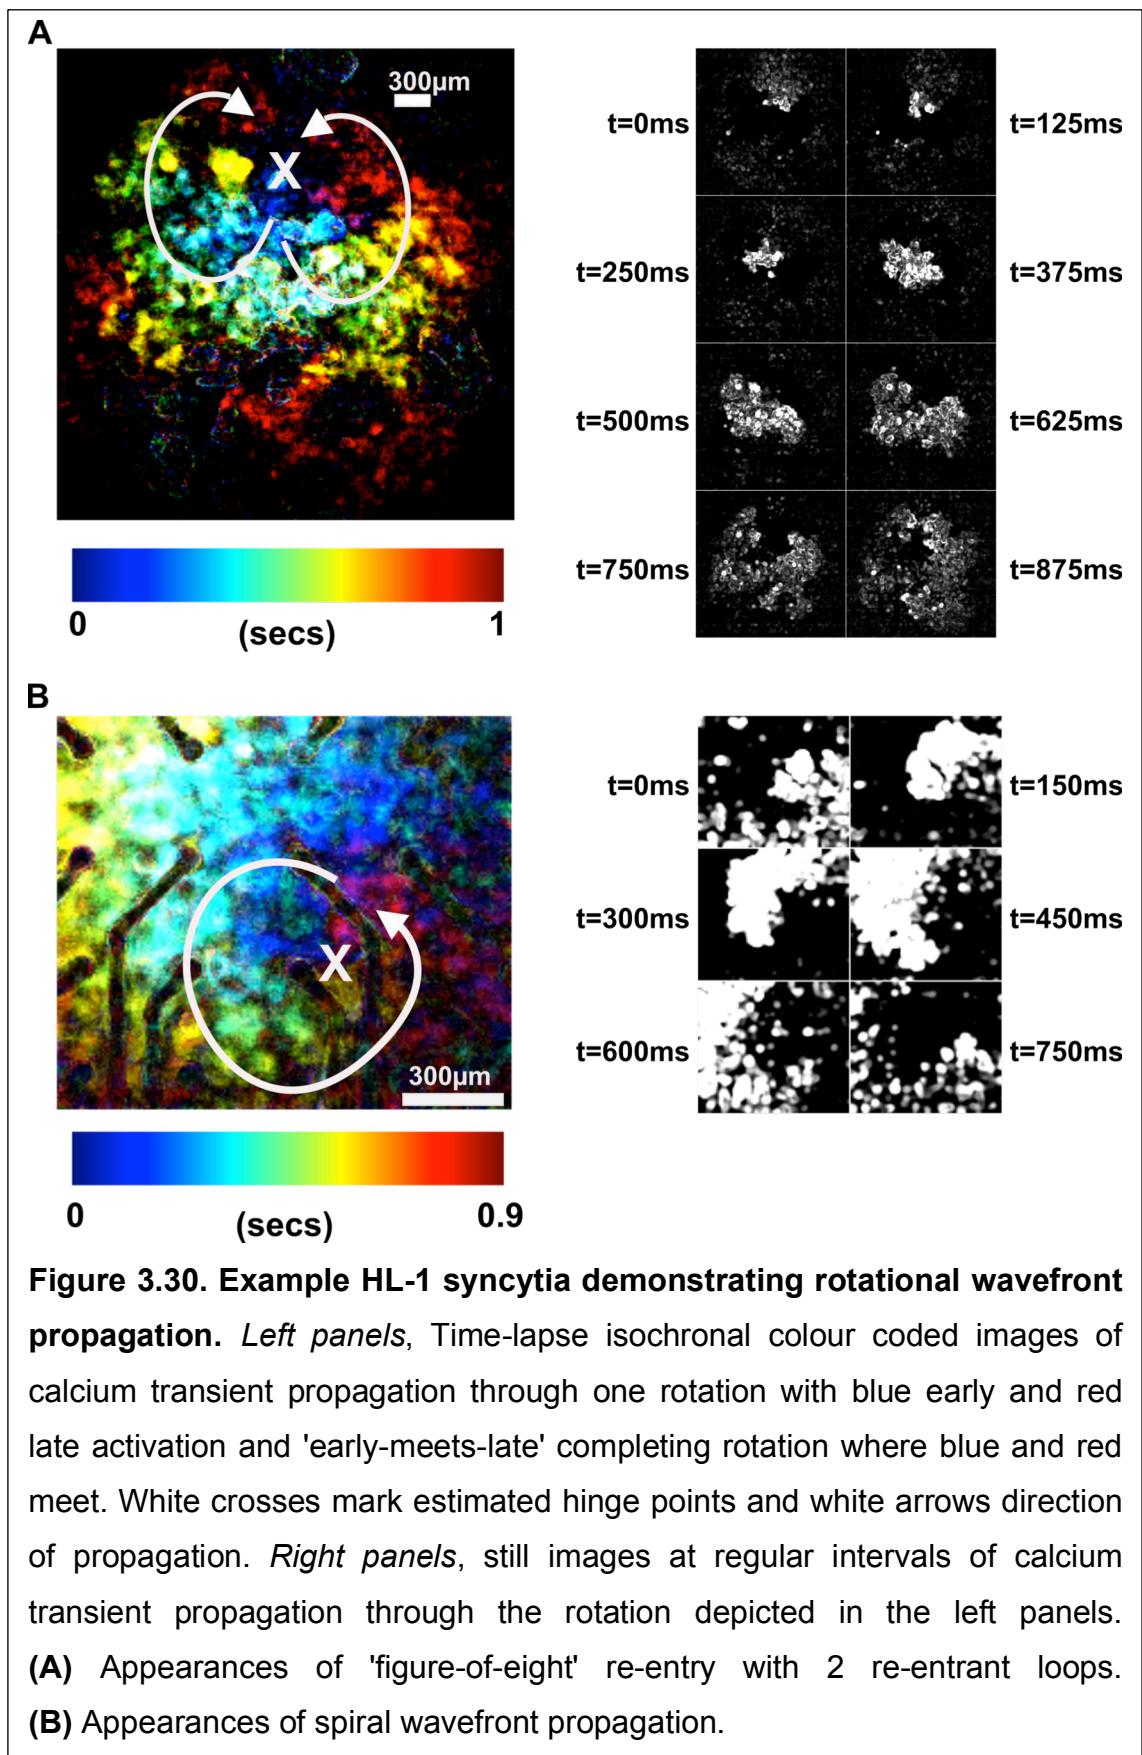 A
300µm
X
t=0ms
t=125ms
t=250ms
t=375ms
t=500ms
t=625ms
t=750ms
t=875ms
0
(secs)
1
B
X
300µm
t=0ms
t=150ms
t=300ms
t=450ms
t=600ms
t=750ms
0
(secs)
0.9
Figure 3.30. Example HL-1 syncytia demonstrating rotational wavefront
propagation. Left panels, Time-lapse isochronal colour coded images of
calcium transient propagation through one rotation with blue early and red
late activation and 'early-meets-late' completing rotation where blue and red
meet. White crosses mark estimated hinge points and white arrows direction
of propagation. Right panels, still images at regular intervals of calcium
transient propagation through the rotation depicted in the left panels.
(A) Appearances of 'figure-of-eight' re-entry with 2 re-entrant loops.
(B) Appearances of spiral wavefront propagation.